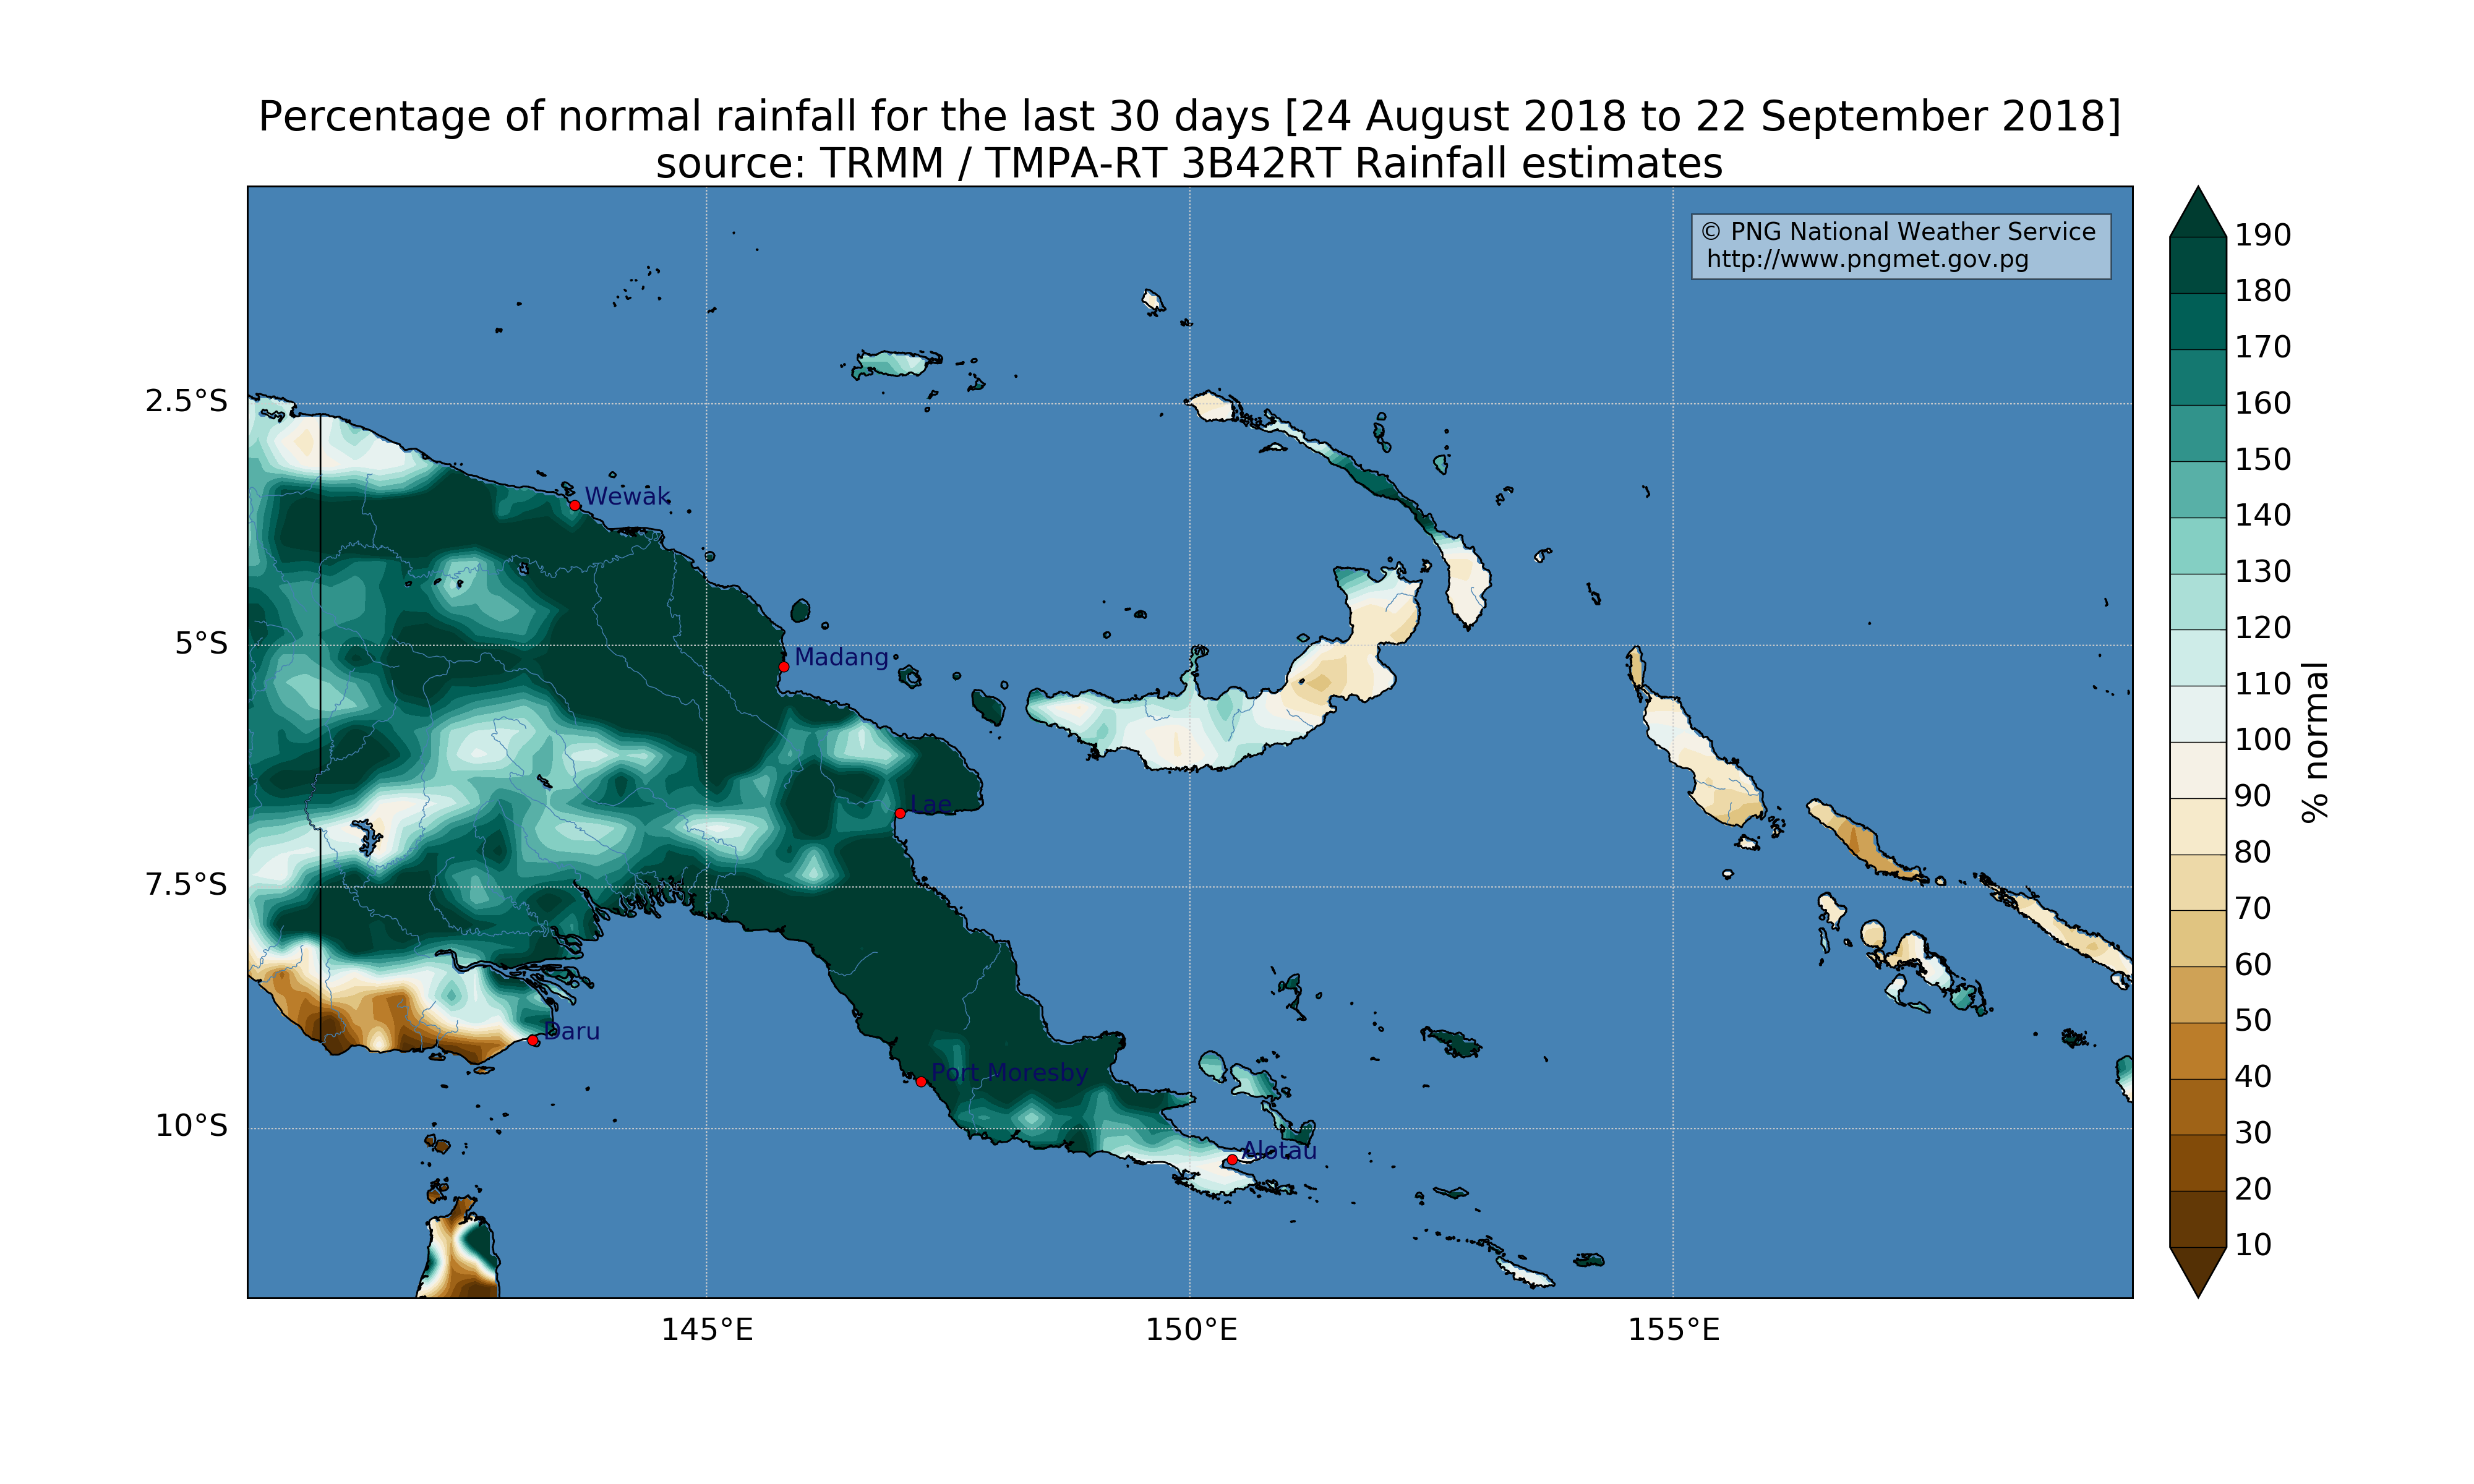 Percentage of normal rainfall for the last 30 days [24 August 2018 to 22 September 2018]
source: TRMM / TMPA-RT 3B42RT Rainfall estimates
© PNG National Weather Service
http://www.pngmet.gov.pg
2.5°S
5°S
7.5°S
10°S
145°E
150°E
155°E
Wewak
Madang
Lae
Daru
Port Moresby
Alotau
190
180
170
160
150
140
130
120
110
100
90
80
70
60
50
40
30
20
10
% normal